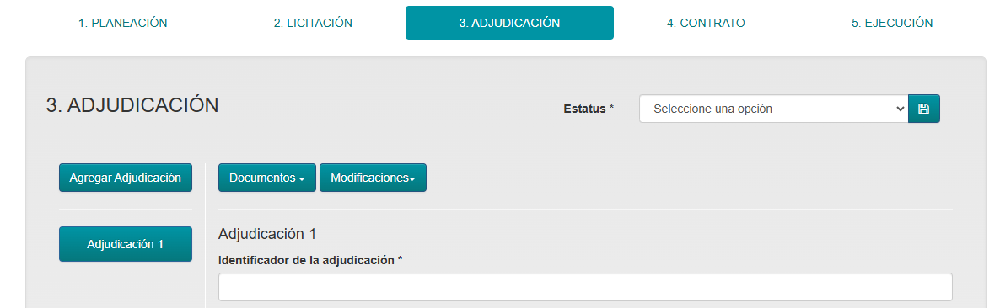 1. PLANEACIÓN 2. LICITACIÓN 3. ADJUDICACIÓN 4. CONTRATO 5. EJECUCIÓN
3. ADJUDICACIÓN Estatus * Seleccione una opción
Agregar Adjudicación Documentos Modificaciones
Adjudicación 1
Adjudicación 1
Identificador de la adjudicación *